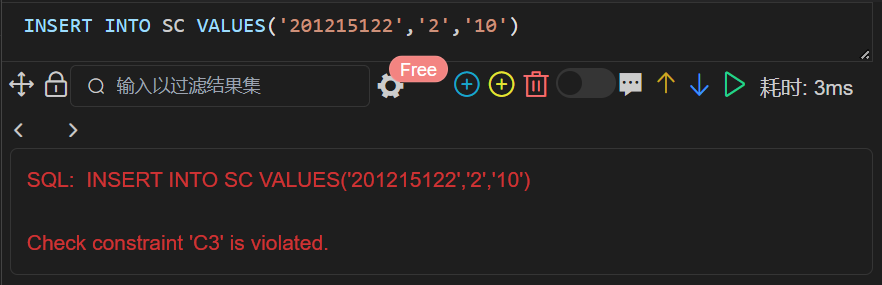 INSERT INTO SC VALUES('201215122','2','10')
Free
输入以过滤结果集
耗时: 3ms
SQL:  INSERT INTO SC VALUES('201215122','2','10')
Check constraint 'C3' is violated.